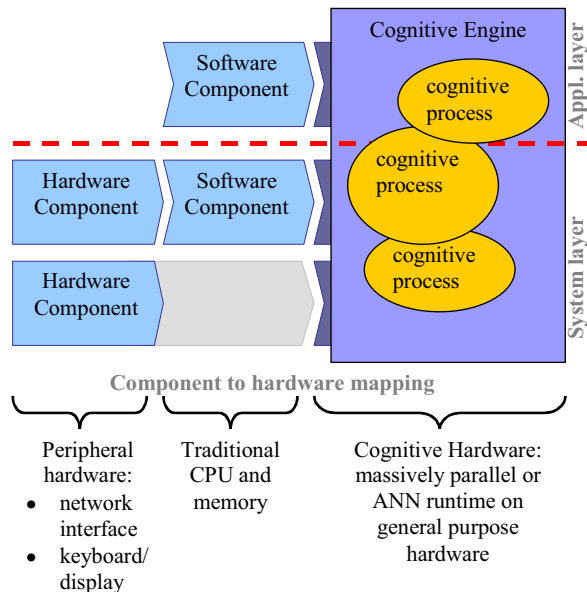 Cognitive Engine
Software
Component
cognitive
process
Appl. layer
Hardware
Component
Software
Component
cognitive
process
Hardware
Component
cognitive
process
System layer
Component to hardware mapping
Peripheral
hardware:
● network
interface
● keyboard/
display
Traditional
CPU and
memory
Cognitive Hardware:
massively parallel or
ANN runtime on
general purpose
hardware